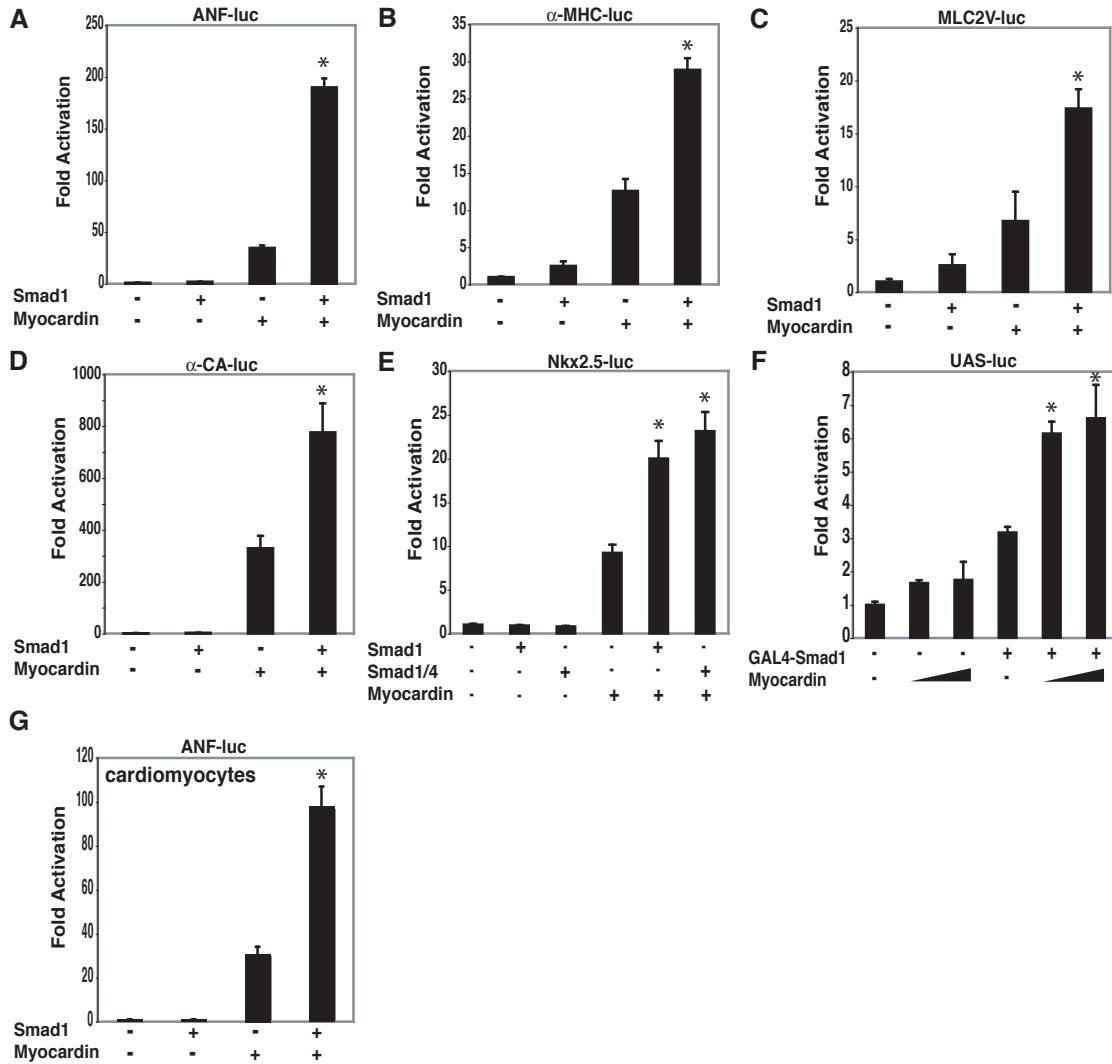 A
ANF-luc
Fold Activation
250
200
150
100
50
0
Smad1 - + - +
Myocardin - - + +
B
α-MHC-luc
Fold Activation
35
30
25
20
15
10
5
0
*
Smad1 - + - +
Myocardin - - + +
C
MLC2V-luc
Fold Activation
25
20
15
10
5
0
*
Smad1 - + - +
Myocardin - - + +
D
α-CA-luc
Fold Activation
1000
800
600
400
200
0
*
Smad1 - + - +
Myocardin - - + +
E
Nkx2.5-luc
Fold Activation
30
25
20
15
10
5
0
* *
Smad1 - + - - + -
Smad1/4 - - + - - +
Myocardin - - - + + +
F
UAS-luc
Fold Activation
8
7
6
5
4
3
2
1
0
* *
GAL4-Smad1 - - - + + +
Myocardin - -
G
ANF-luc
cardiomyocytes
Fold Activation
120
100
80
60
40
20
0
*
Smad1 - + - +
Myocardin - - + +